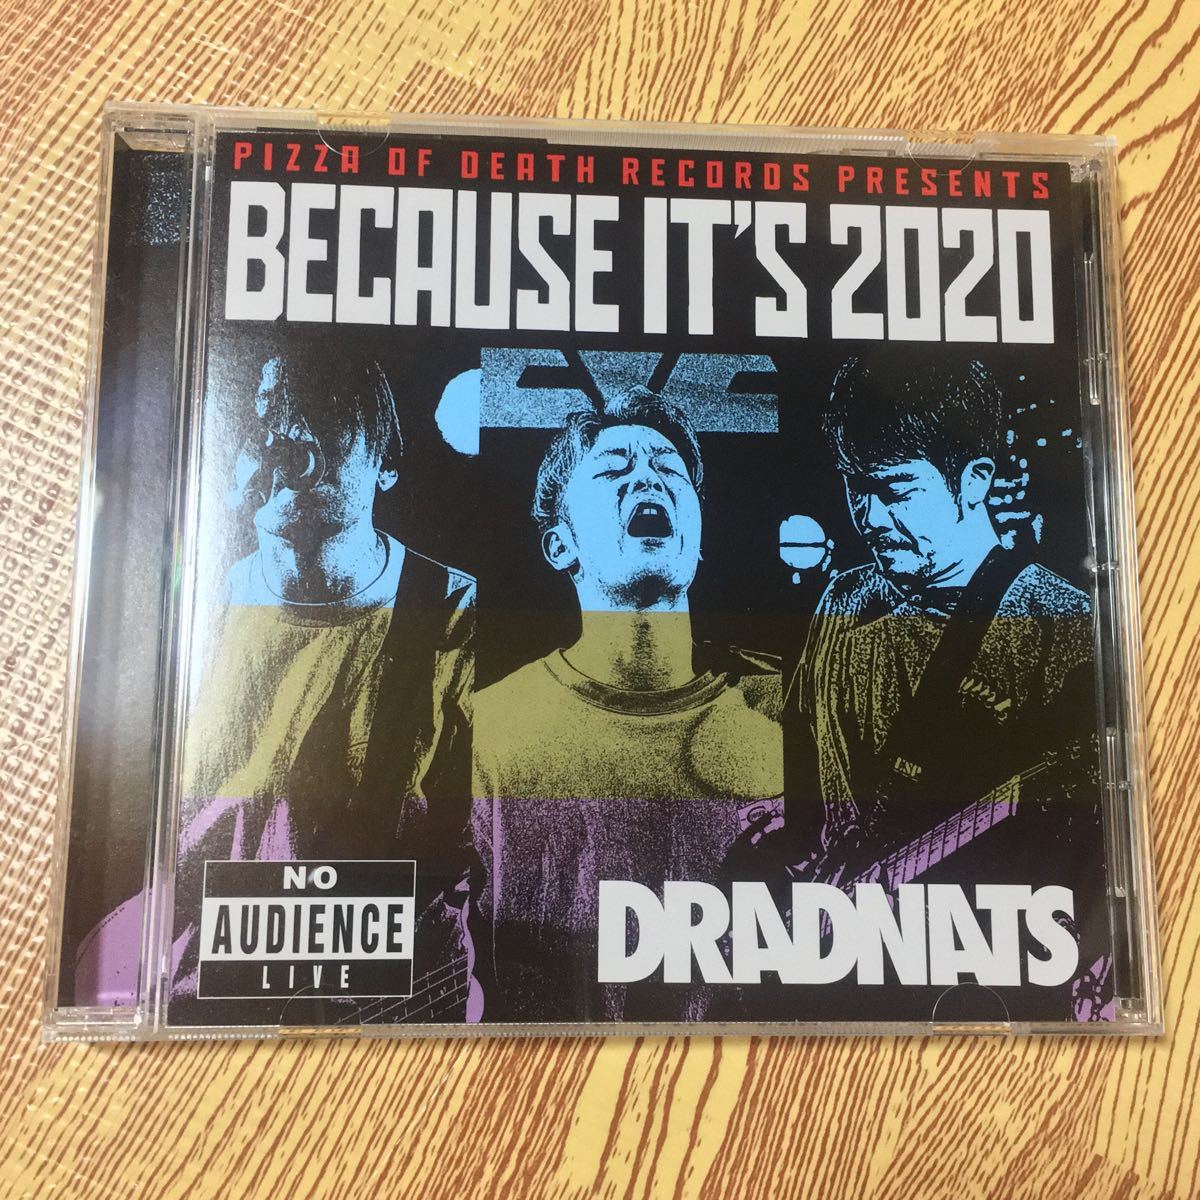 PIZZA OF DEATH RECORDS PRESENTS
BECAUSE IT'S 2020
NO
AUDIENCE
LIVE
DRADNATS